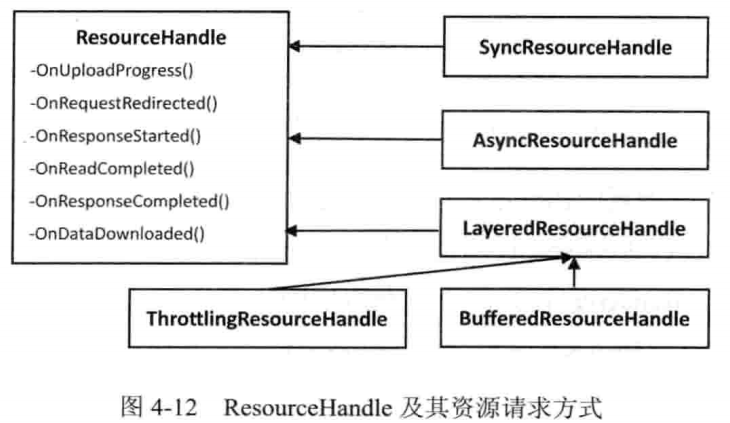 ResourceHandle
-OnUploadProgress()
-OnRequestRedirected()
-OnResponseStarted()
-OnReadCompleted()
-OnResponseCompleted()
-OnDataDownloaded()
SyncResourceHandle
AsyncResourceHandle
LayeredResourceHandle
ThrottlingResourceHandle
BufferedResourceHandle
图 4-12 ResourceHandle 及其资源请求方式